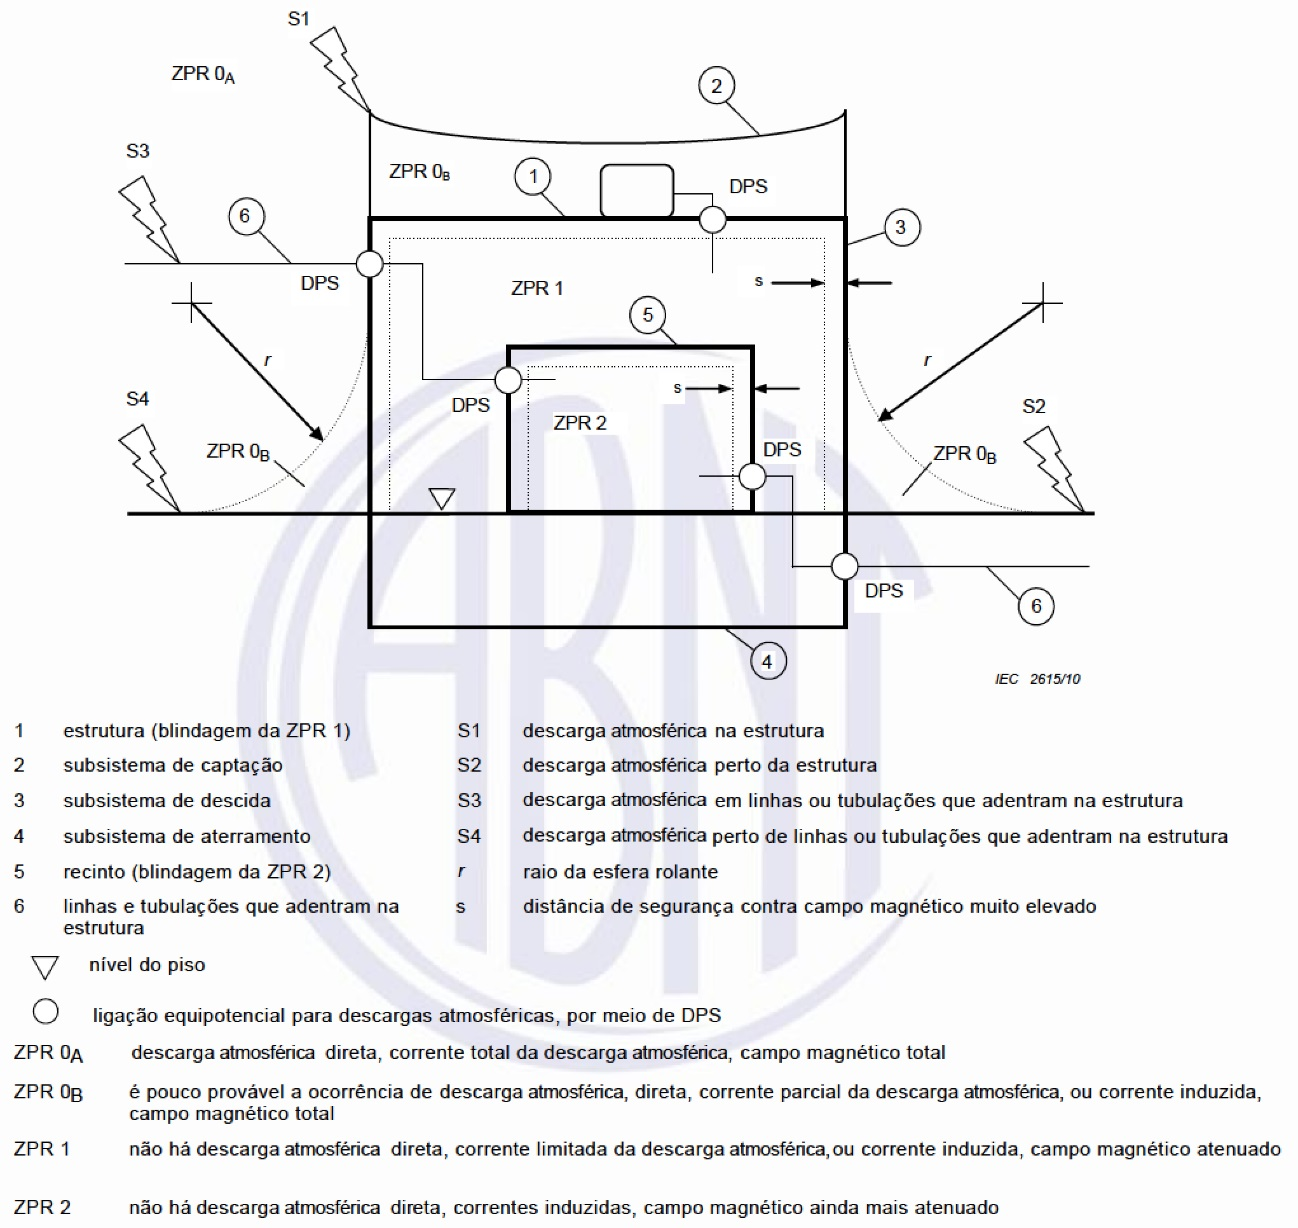 S1
ZPR 0A
2
S3
ZPR 0B
1
DPS
6
3
DPS
ZPR 1
s
5
r
r
s
S4
DPS
ZPR 2
S2
ZPR 0B
DPS
ZPR 0B
DPS
6
4
IEC 2615/10
ABNT
1 estrutura (blindagem da ZPR 1) S1 descarga atmosférica na estrutura
2 subsistema de captação S2 descarga atmosférica perto da estrutura
3 subsistema de descida S3 descarga atmosférica em linhas ou tubulações que adentram na estrutura
4 subsistema de aterramento S4 descarga atmosférica perto de linhas ou tubulações que adentram na estrutura
5 recinto (blindagem da ZPR 2) r raio da esfera rolante
6 linhas e tubulações que adentram na s distância de segurança contra campo magnético muito elevado
estrutura
nível do piso
ligação equipotencial para descargas atmosféricas, por meio de DPS
ZPR 0A descarga atmosférica direta, corrente total da descarga atmosférica, campo magnético total
ZPR 0B é pouco provável a ocorrência de descarga atmosférica, direta, corrente parcial da descarga atmosférica, ou corrente induzida,
campo magnético total
ZPR 1 não há descarga atmosférica direta, corrente limitada da descarga atmosférica, ou corrente induzida, campo magnético atenuado
ZPR 2 não há descarga atmosférica direta, correntes induzidas, campo magnético ainda mais atenuado